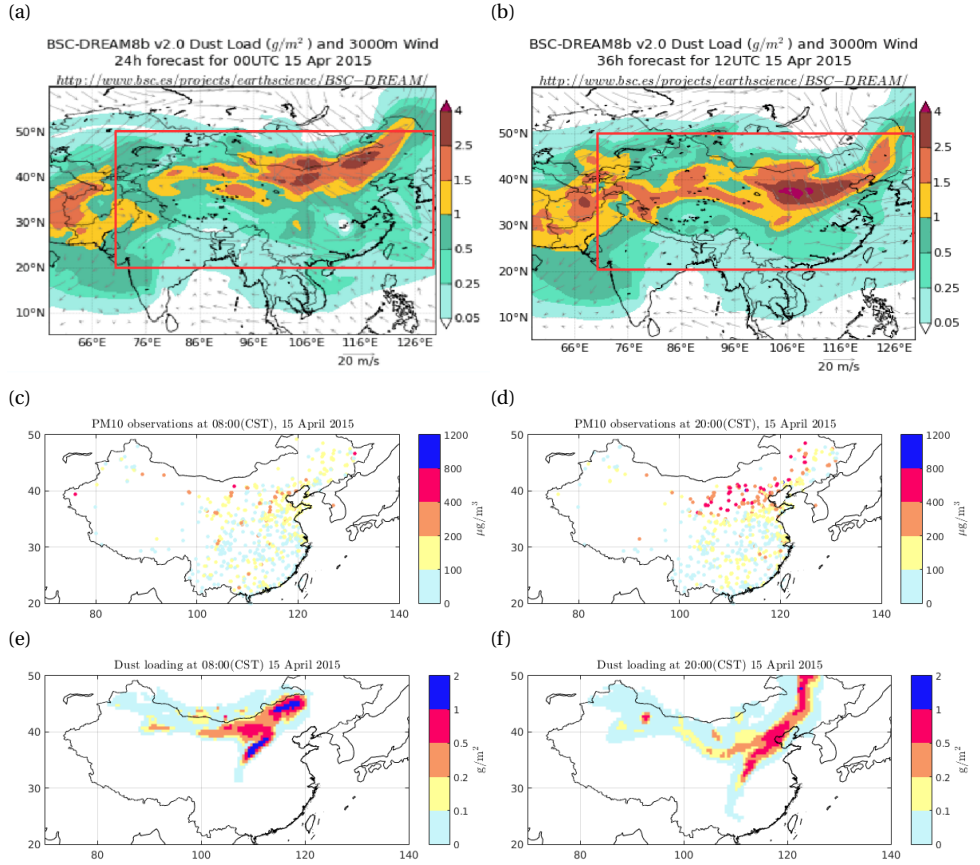 (a)
BSC-DREAM8b v2.0 Dust Load (g/m²) and 3000m Wind
24h forecast for 00UTC 15 Apr 2015
http://www.bsc.es/projects/earthscience/BSC−DREAM/
50°N
40°N
30°N
20°N
10°N
66°E 76°E 86°E 96°E 106°E 116°E 126°E
20 m/s
4
2.5
1.5
1
0.5
0.25
0.05
(b)
BSC-DREAM8b v2.0 Dust Load (g/m²) and 3000m Wind
36h forecast for 12UTC 15 Apr 2015
http://www.bsc.es/projects/earthscience/BSC−DREAM/
50°N
40°N
30°N
20°N
10°N
66°E 76°E 86°E 96°E 106°E 116°E 126°E
20 m/s
4
2.5
1.5
1
0.5
0.25
0.05
(c)
PM10 observations at 08:00(CST), 15 April 2015
50
40
30
20
80 100 120 140
1200
800
400
200
100
0
µg/m³
(d)
PM10 observations at 20:00(CST), 15 April 2015
50
40
30
20
80 100 120 140
1200
800
400
200
100
0
µg/m³
(e)
Dust loading at 08:00(CST) 15 April 2015
50
40
30
20
80 100 120 140
2
1
0.5
0.2
0.1
0
g/m²
(f)
Dust loading at 20:00(CST) 15 April 2015
50
40
30
20
80 100 120 140
2
1
0.5
0.2
0.1
0
g/m²